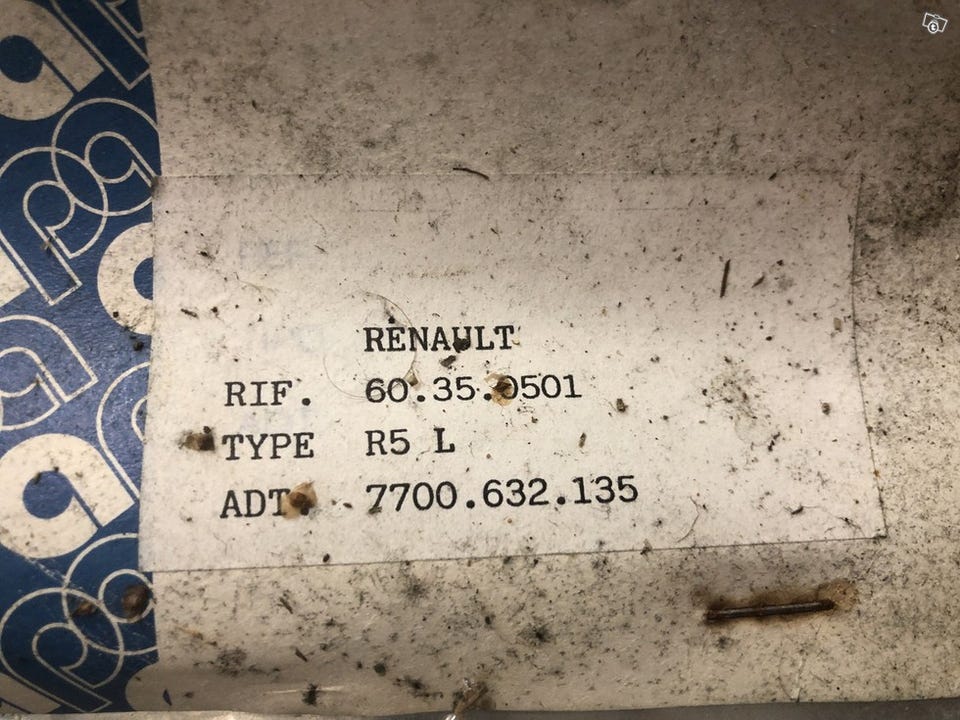 RENAULT
RIF. 60.35.0501
TYPE R5 L
ADT. 7700.632.135